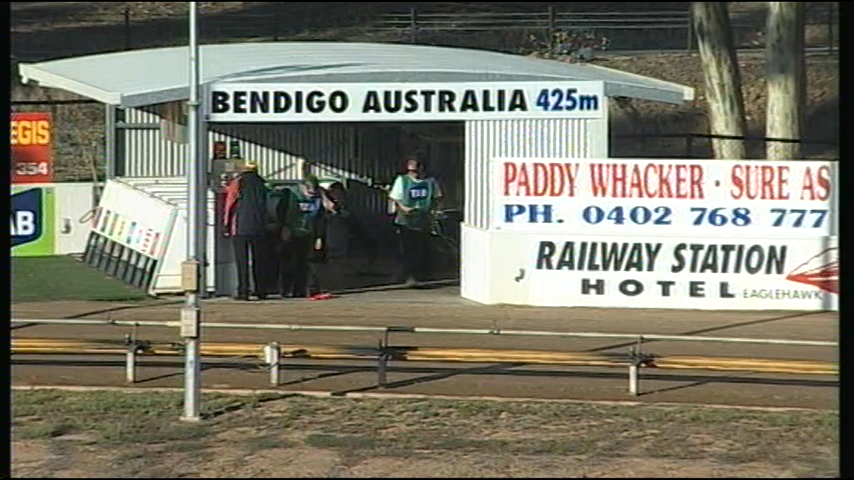 BENDIGO AUSTRALIA 425m
EGIS
354
AB
PADDY WHACKER · SURE AS
PH. 0402 768 777
RAILWAY STATION
HOTEL EAGLEHAWK